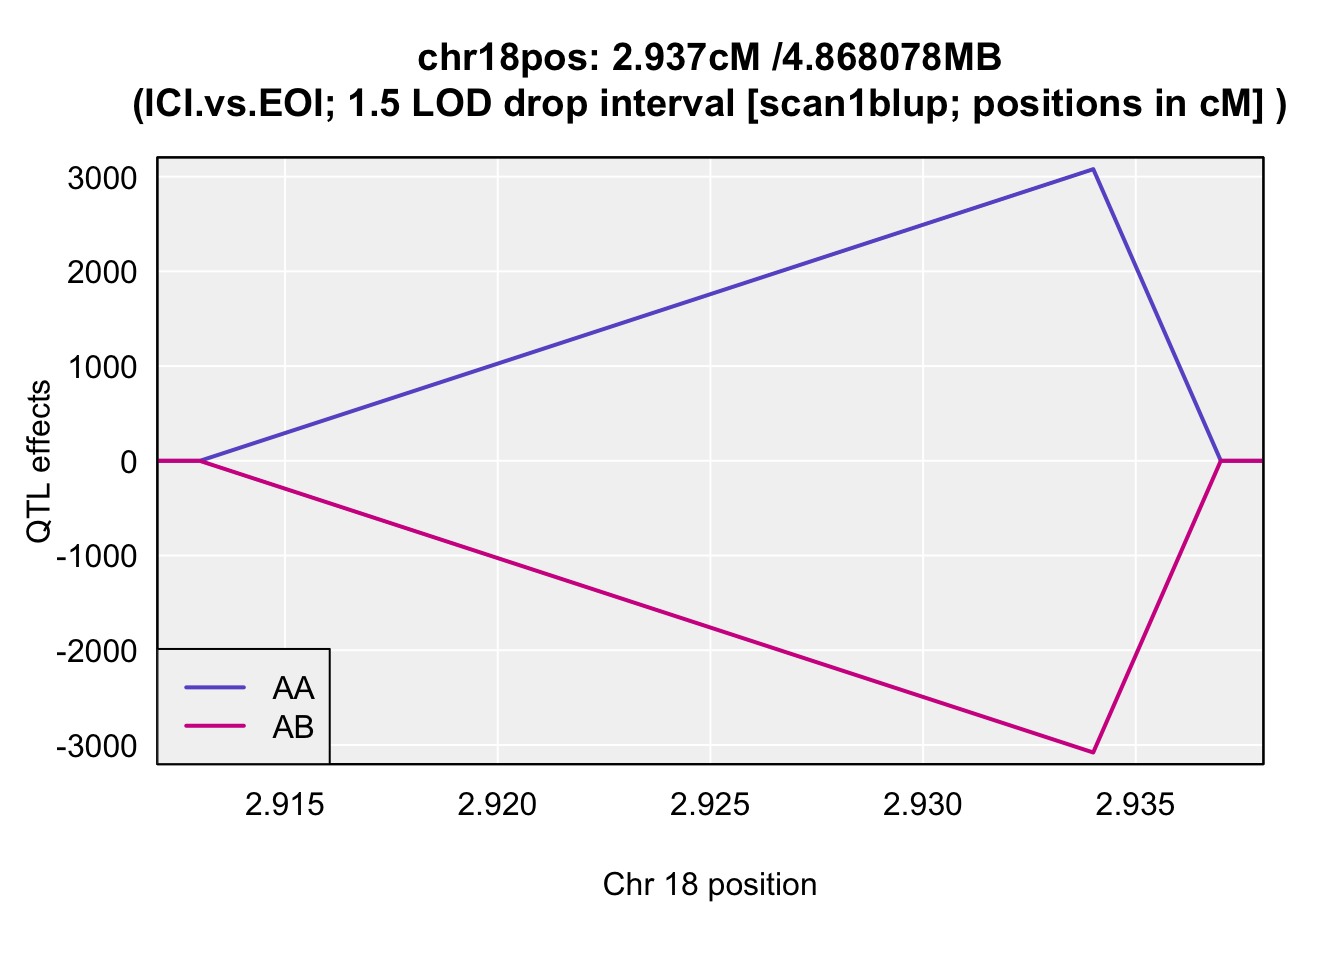 chr18pos: 2.937cM /4.868078MB
(ICI.vs.EOI; 1.5 LOD drop interval [scan1blup; positions in cM] )
QTL effects
3000
2000
1000
0
-1000
-2000
-3000
AA
AB
2.915 2.920 2.925 2.930 2.935
Chr 18 position